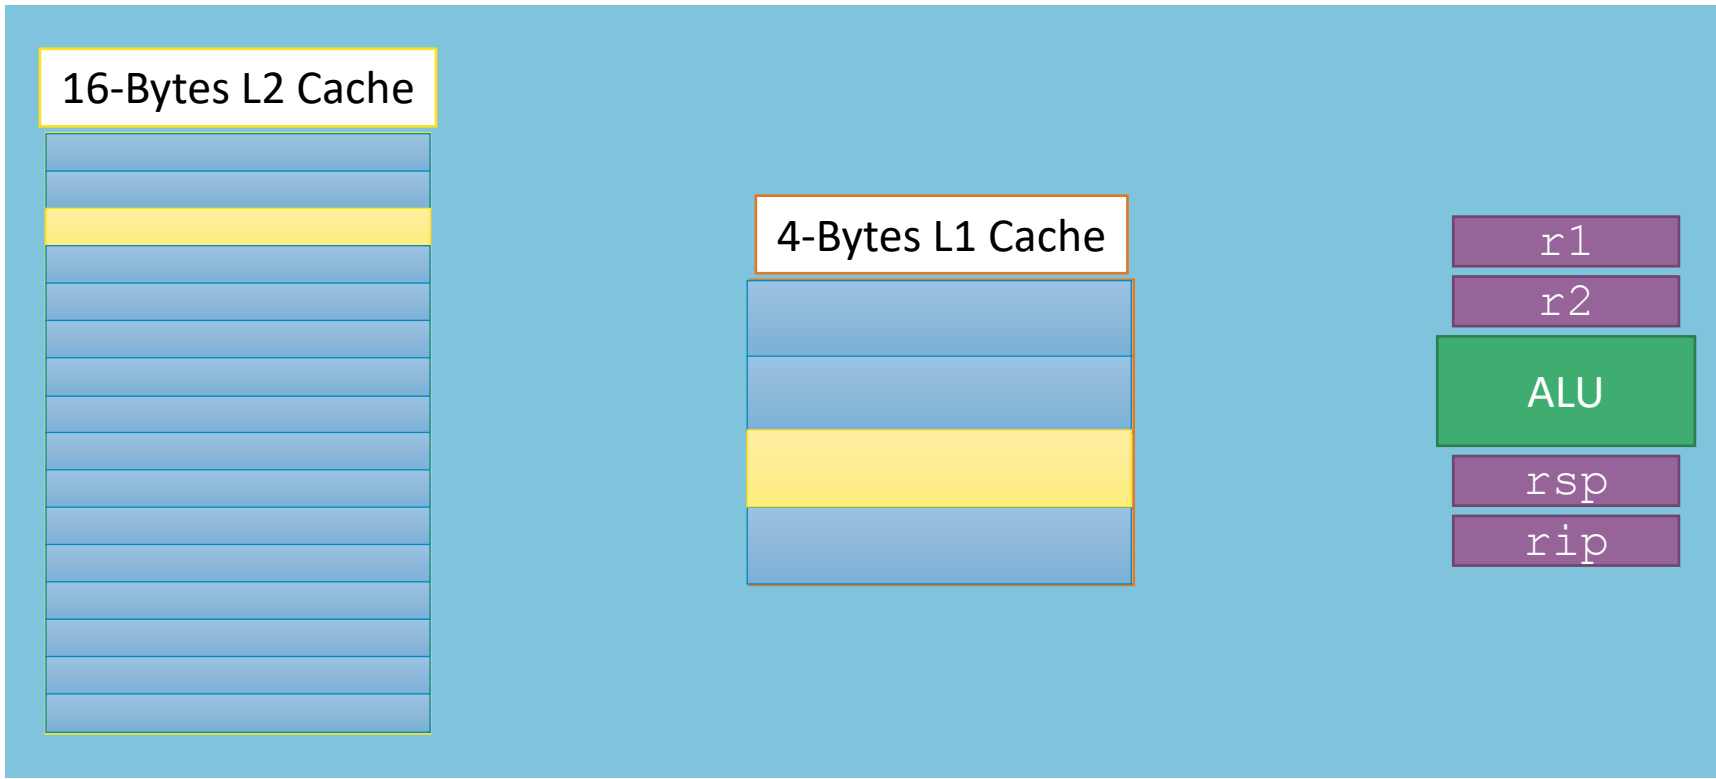 16-Bytes L2 Cache
4-Bytes L1 Cache
r1
r2
ALU
rsp
rip